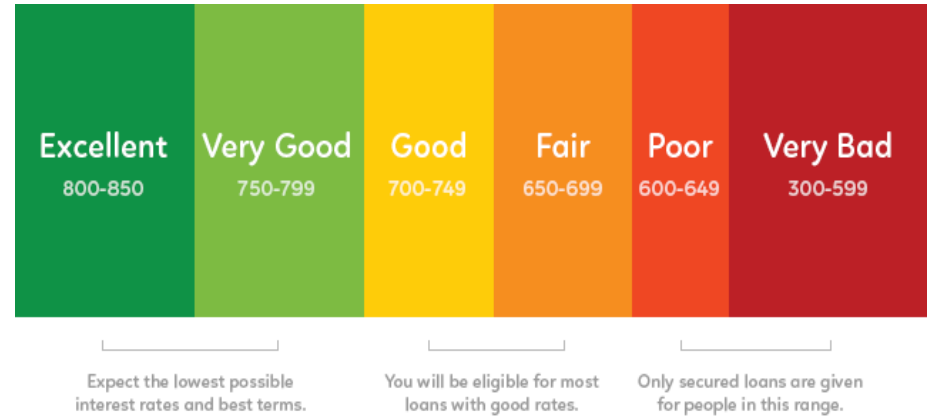 Excellent
800-850
Very Good
750-799
Good
700-749
Fair
650-699
Poor
600-649
Very Bad
300-599
Expect the lowest possible
interest rates and best terms.
You will be eligible for most
loans with good rates.
Only secured loans are given
for people in this range.